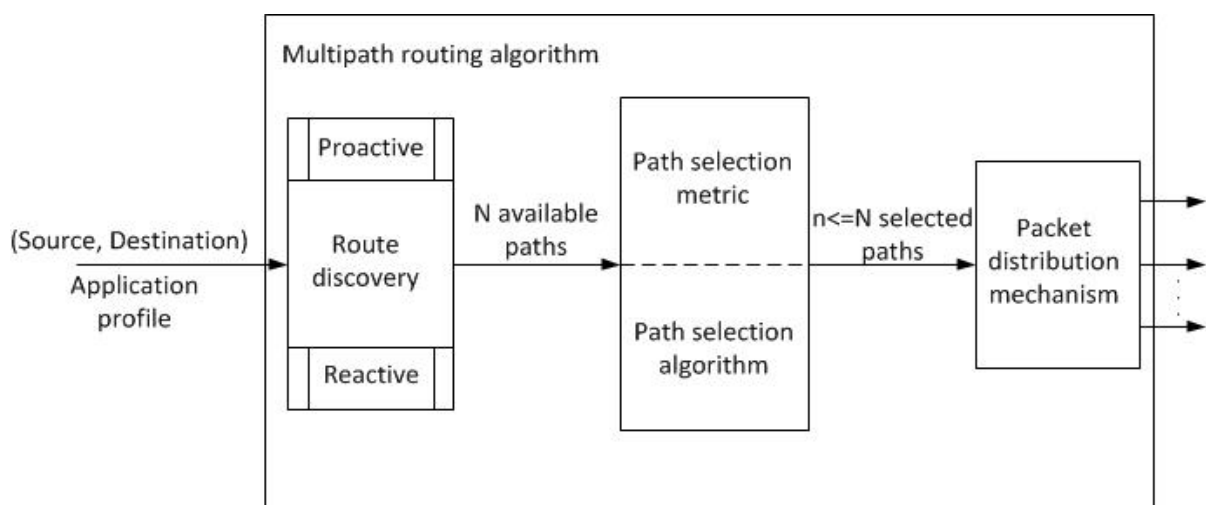 Multipath routing algorithm
(Source, Destination)
Application
profile
Proactive
Route
discovery
Reactive
N available
paths
Path selection
metric
Path selection
algorithm
n<=N selected
paths
Packet
distribution
mechanism